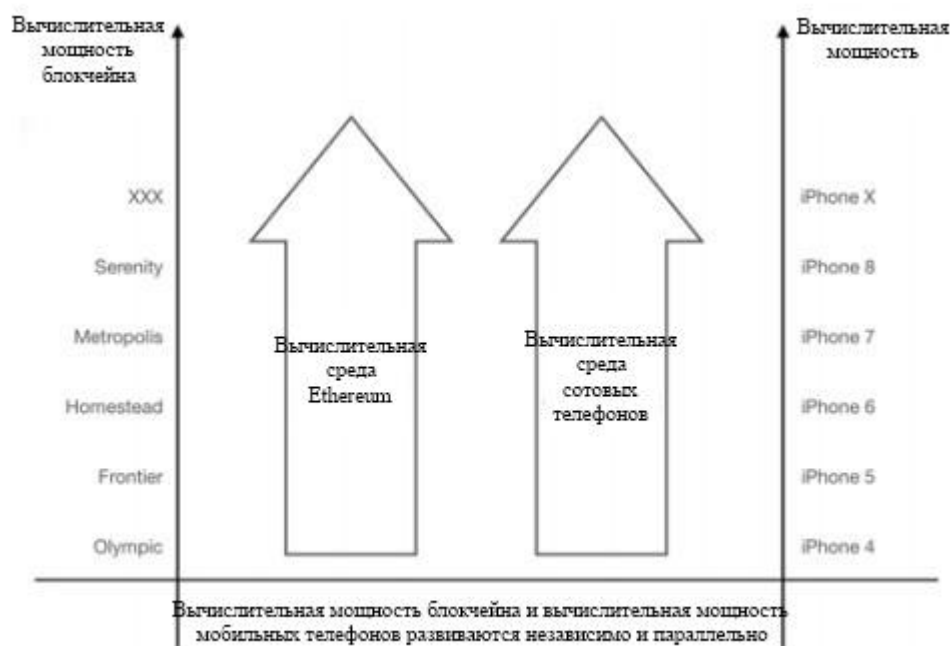 Вычислительная
мощность
блокчейна
Вычислительная
мощность
XXX
Serenity
Metropolis
Homestead
Frontier
Olympic
Вычислительная
среда
Ethereum
Вычислительная
среда
сотовых
телефонов
iPhone X
iPhone 8
iPhone 7
iPhone 6
iPhone 5
iPhone 4
Вычислительная мощность блокчейна и вычислительная мощность
мобильных телефонов развиваются независимо и параллельно